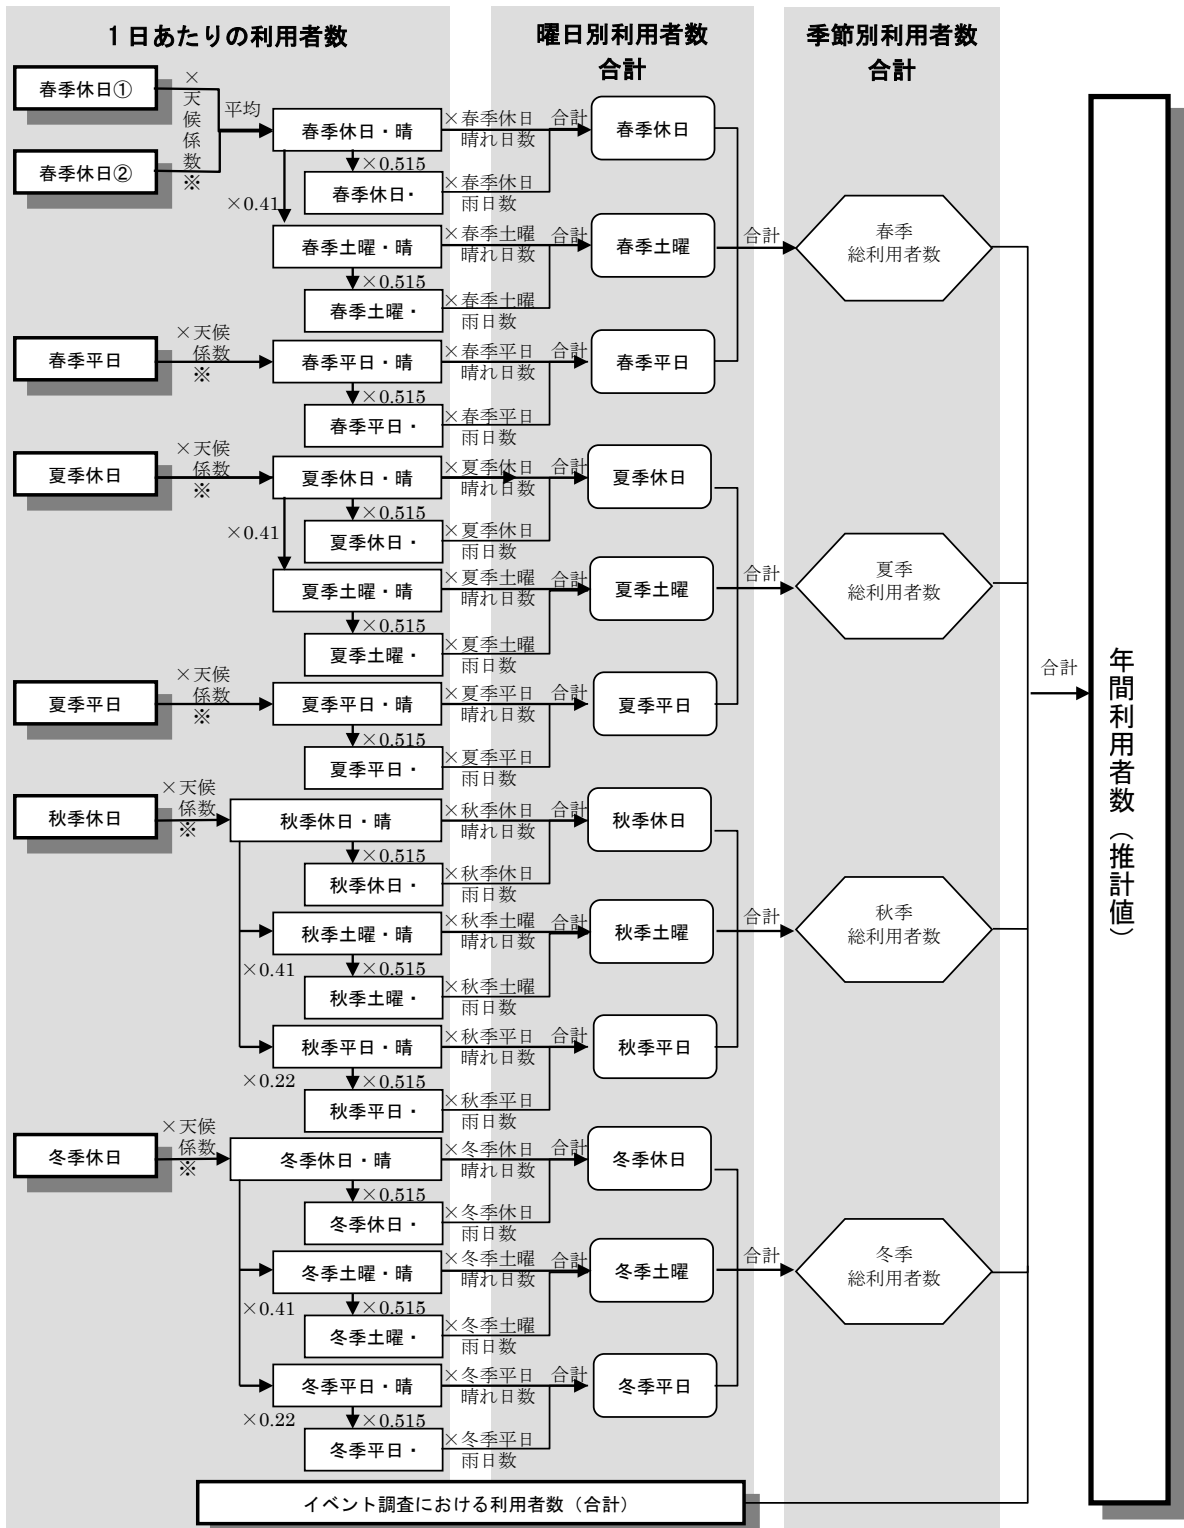 1日あたりの利用者数
曜日別利用者数
合計
季節別利用者数
合計
春季休日①
×
天
候
係
数
※
平均
春季休日②
春季休日・晴
×春季休日
晴れ日数
合計
春季休日
×0.515
春季休日・
×春季休日
雨日数
×0.41
春季土曜・晴
×春季土曜
晴れ日数
合計
春季土曜
合計
春季
総利用者数
×0.515
春季土曜・
×春季土曜
雨日数
春季平日
×天候
係数
※
春季平日・晴
×春季平日
晴れ日数
合計
春季平日
×0.515
春季平日・
×春季平日
雨日数
夏季休日
×天候
係数
※
夏季休日・晴
×夏季休日
晴れ日数
合計
夏季休日
×0.515
夏季休日・
×夏季休日
雨日数
×0.41
夏季土曜・晴
×夏季土曜
晴れ日数
合計
夏季土曜
合計
夏季
総利用者数
×0.515
夏季土曜・
×夏季土曜
雨日数
夏季平日
×天候
係数
※
夏季平日・晴
×夏季平日
晴れ日数
合計
夏季平日
×0.515
夏季平日・
×夏季平日
雨日数
秋季休日
×天候
係数
※
秋季休日・晴
×秋季休日
晴れ日数
合計
秋季休日
×0.515
秋季休日・
×秋季休日
雨日数
秋季土曜・晴
×秋季土曜
晴れ日数
合計
秋季土曜
合計
秋季
総利用者数
×0.41
×0.515
秋季土曜・
×秋季土曜
雨日数
秋季平日・晴
×秋季平日
晴れ日数
合計
秋季平日
×0.22
×0.515
秋季平日・
×秋季平日
雨日数
冬季休日
×天候
係数
※
冬季休日・晴
×冬季休日
晴れ日数
合計
冬季休日
×0.515
冬季休日・
×冬季休日
雨日数
冬季土曜・晴
×冬季土曜
晴れ日数
合計
冬季土曜
合計
冬季
総利用者数
×0.41
×0.515
冬季土曜・
×冬季土曜
雨日数
冬季平日・晴
×冬季平日
晴れ日数
合計
冬季平日
×0.22
×0.515
冬季平日・
×冬季平日
雨日数
イベント調査における利用者数（合計）
合計
年間利用者数（推計値）